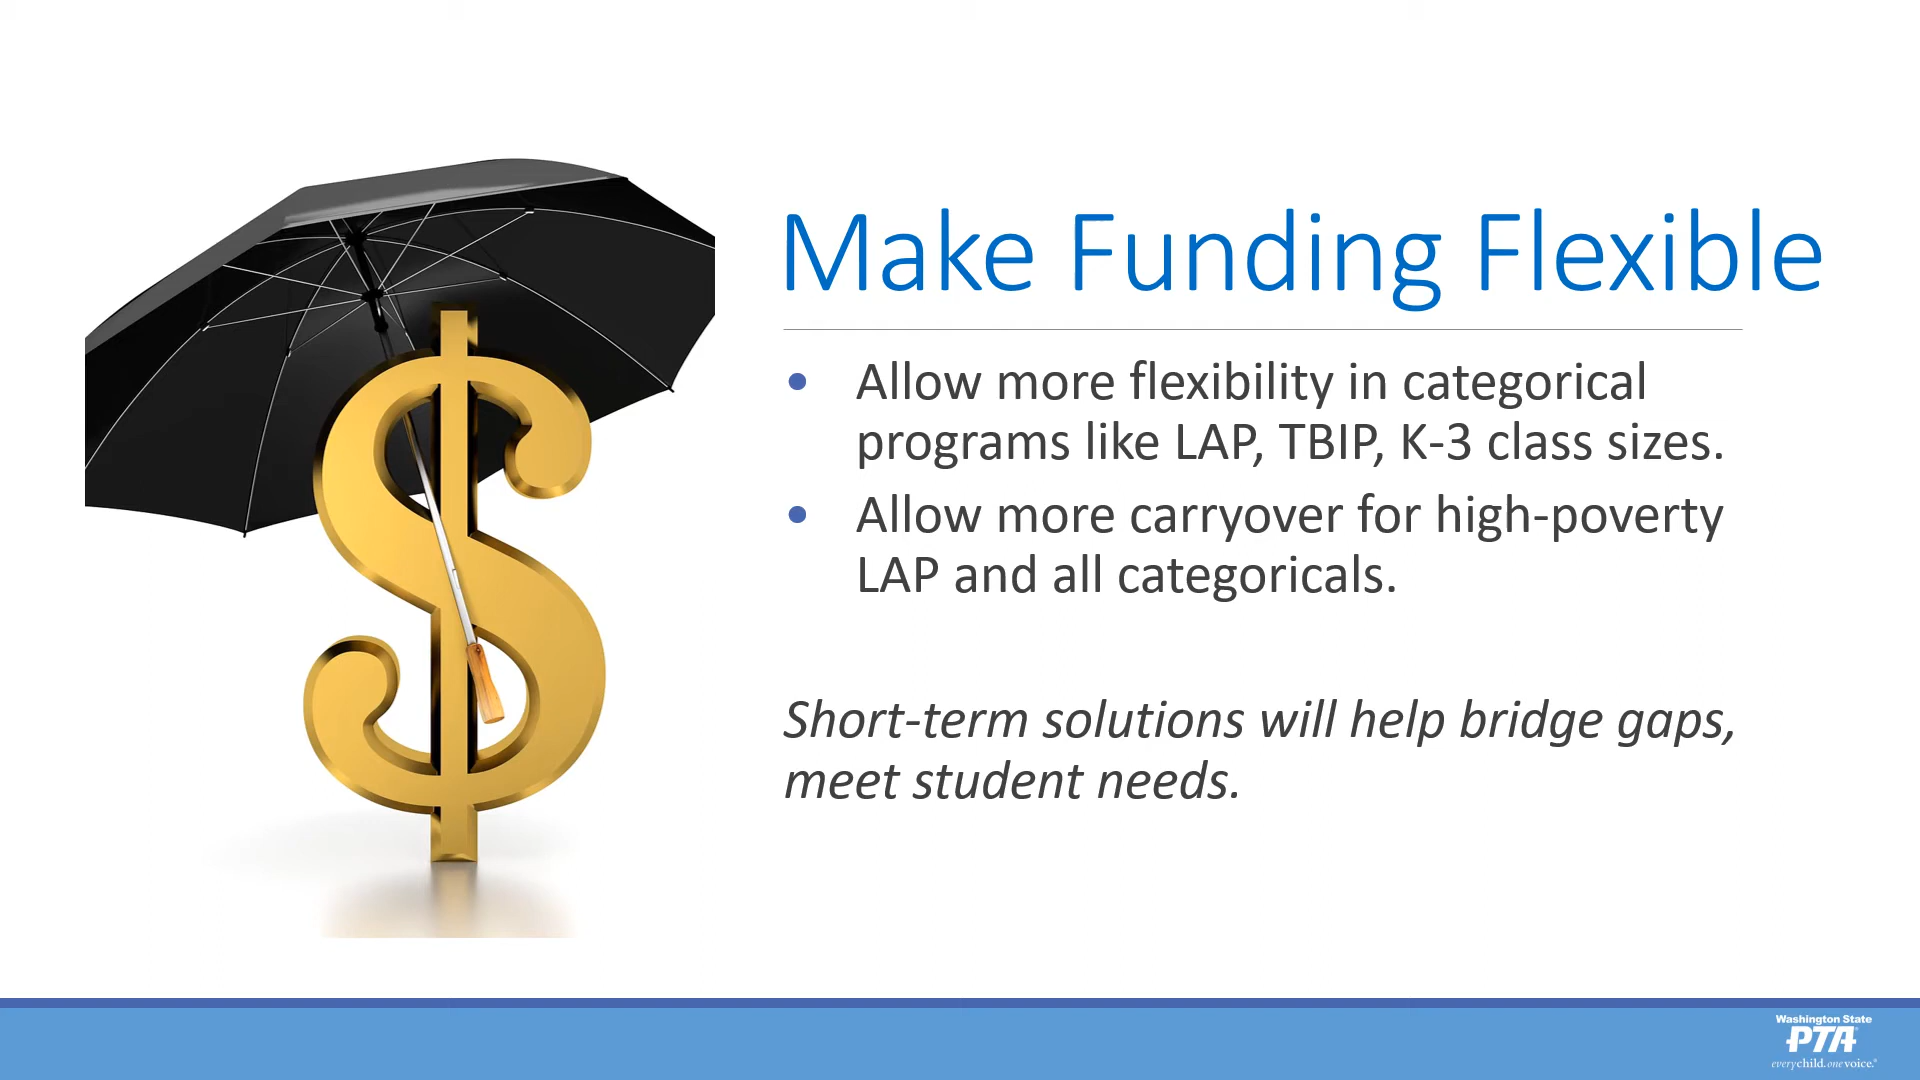 Make Funding Flexible
• Allow more flexibility in categorical
programs like LAP, TBIP, K-3 class sizes.
• Allow more carryover for high-poverty
LAP and all categoricals.
Short-term solutions will help bridge gaps,
meet student needs.
Washington State
PTA®
everychild.onevoice.®